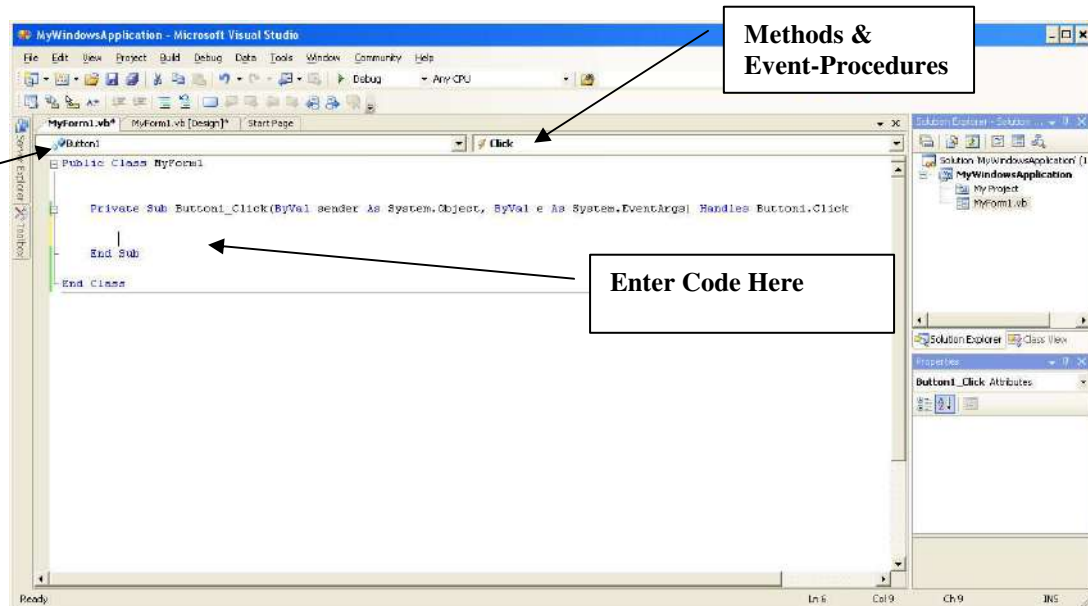 Methods &
Event-Procedures
MyWindowsApplication - Microsoft Visual Studio
File Edit View Project Build Debug Data Tools Window Community Help
Debug Any CPU
MyForm1.vb* MyForm1.vb [Design]* Start Page
Button1 Click
Public Class MyForm1
Private Sub Button1_Click(ByVal sender As System.Object, ByVal e As System.EventArgs) Handles Button1.Click
End Sub
End Class
Enter Code Here
Server Explorer
Toolbox
Solution Explorer - Solution ...
Solution 'MyWindowsApplication' (1
MyWindowsApplication
My Project
MyForm1.vb
Solution Explorer Class View
Properties
Button1_Click Attributes
Ready Ln 6 Col 9 Ch 9 INS